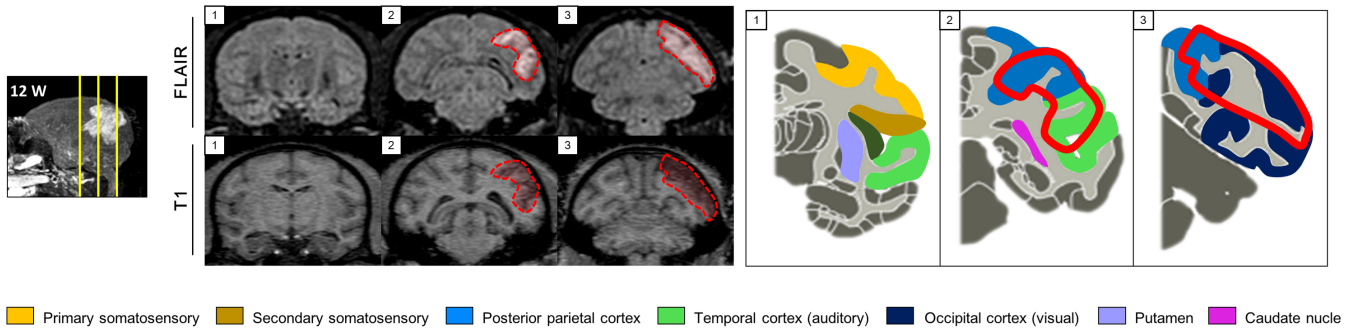 12 W
FLAIR
1
2
3
T1
1
2
3
1
2
3
Primary somatosensory
Secondary somatosensory
Posterior parietal cortex
Temporal cortex (auditory)
Occipital cortex (visual)
Putamen
Caudate nucle